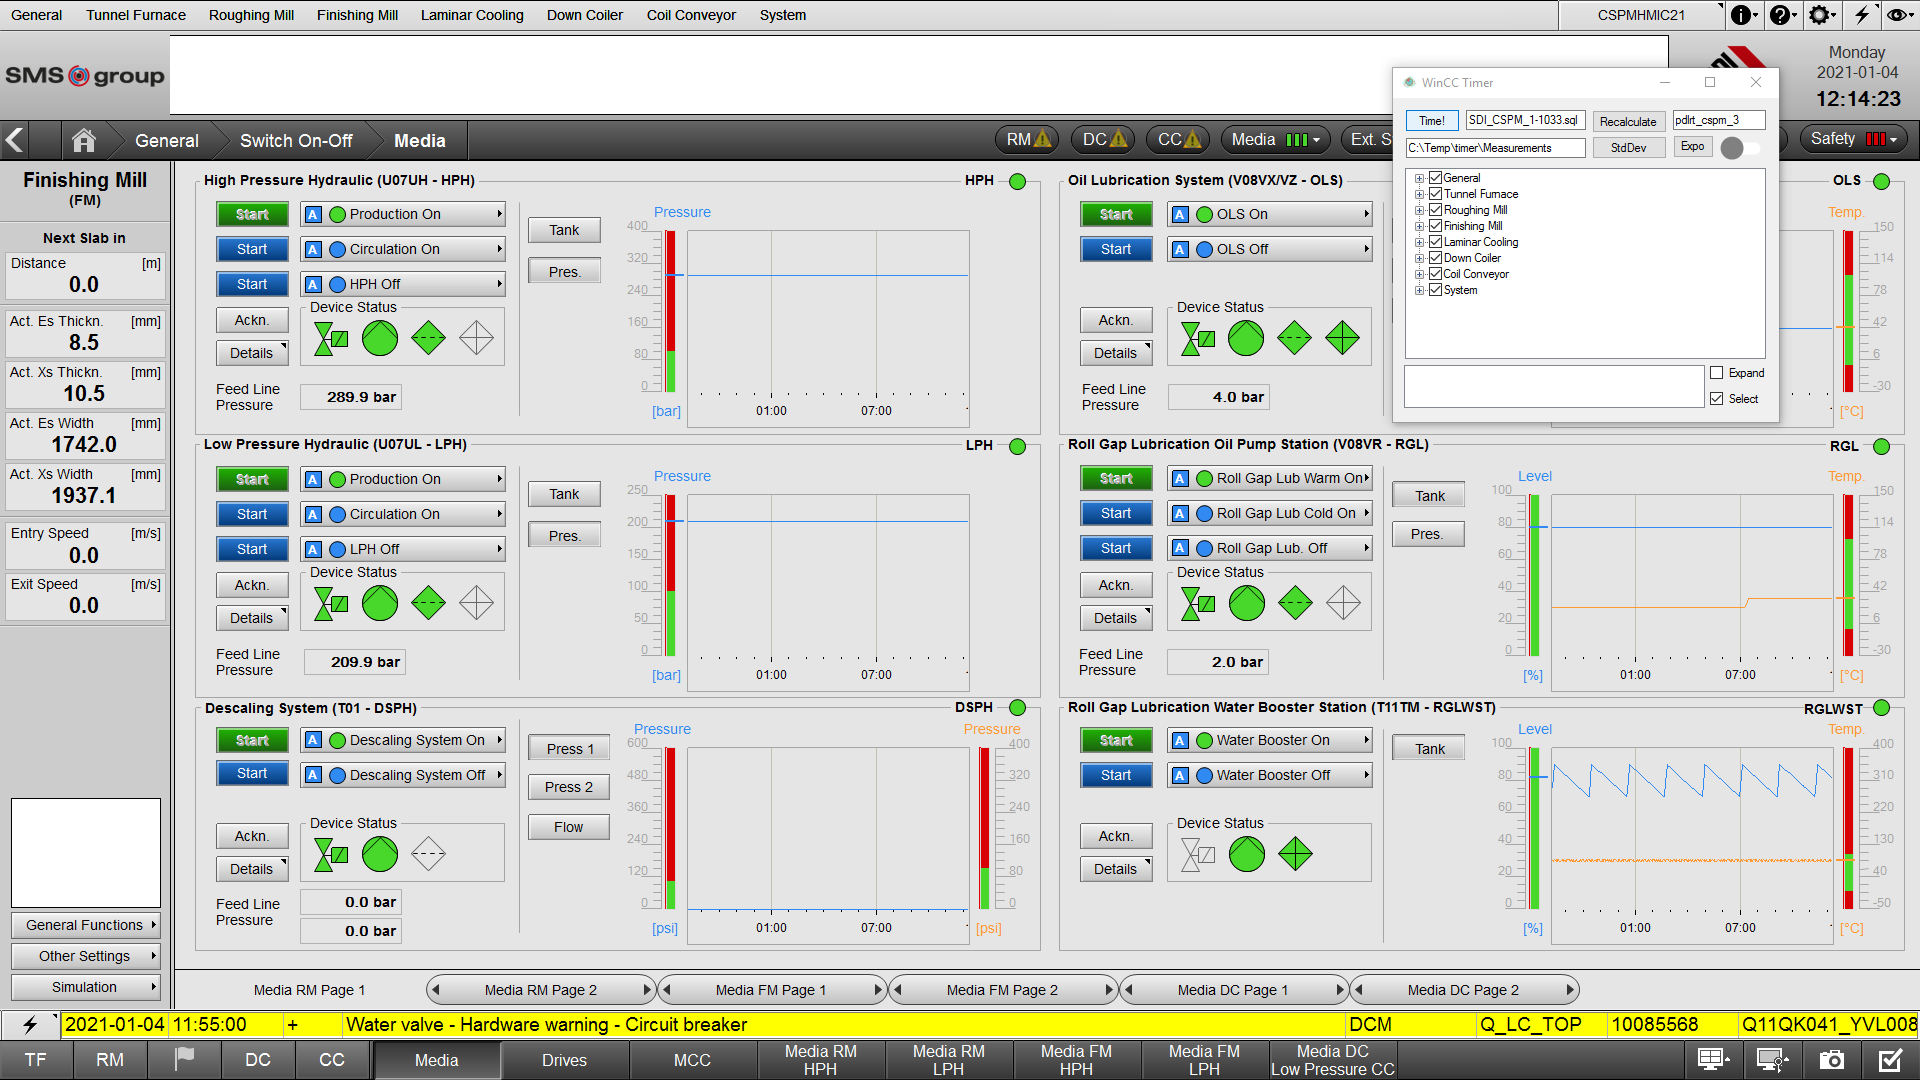 General Tunnel Furnace Roughing Mill Finishing Mill Laminar Cooling Down Coiler Coil Conveyor System CSPMHMIC21
SMS group
Monday
2021-01-04
12:14:23
General Switch On-Off Media RM DC CC Media Ext. S Safety
WinCC Timer
Time! SDI_CSPM_1-1033.sql Recalculate pdlrt_cspm_3
C:\Temp\timer\Measurements StdDev Expo
General
Tunnel Furnace
Roughing Mill
Finishing Mill
Laminar Cooling
Down Coiler
Coil Conveyor
System
Expand
Select
Finishing Mill
(FM)
Next Slab in
Distance [m]
0.0
Act. Es Thickn. [mm]
8.5
Act. Xs Thickn. [mm]
10.5
Act. Es Width [mm]
1742.0
Act. Xs Width [mm]
1937.1
Entry Speed [m/s]
0.0
Exit Speed [m/s]
0.0
General Functions
Other Settings
Simulation
High Pressure Hydraulic (U07UH - HPH) HPH
Start A Production On
Start A Circulation On
Start A HPH Off
Ackn.
Details
Device Status
Feed Line
Pressure
289.9 bar
Tank
Pres.
Pressure
400
320
240
160
80
0
[bar] 01:00 07:00
Oil Lubrication System (V08VX/VZ - OLS) OLS
Start A OLS On
Start A OLS Off
Ackn.
Details
Device Status
Feed Line
Pressure
4.0 bar
Temp.
150
114
78
42
6
-30
[°C]
Low Pressure Hydraulic (U07UL - LPH) LPH
Start A Production On
Start A Circulation On
Start A LPH Off
Ackn.
Details
Device Status
Feed Line
Pressure
209.9 bar
Tank
Pres.
Pressure
250
200
150
100
50
0
[bar] 01:00 07:00
Roll Gap Lubrication Oil Pump Station (V08VR - RGL) RGL
Start A Roll Gap Lub Warm On
Start A Roll Gap Lub Cold On
Start A Roll Gap Lub. Off
Ackn.
Details
Device Status
Feed Line
Pressure
2.0 bar
Tank
Pres.
Level
100
80
60
40
20
0
[%] 01:00 07:00
Temp.
150
114
78
42
6
-30
[°C]
Descaling System (T01 - DSPH) DSPH
Start A Descaling System On
Start A Descaling System Off
Ackn.
Details
Device Status
Feed Line
Pressure
0.0 bar
0.0 bar
Press 1
Press 2
Flow
Pressure
600
480
360
240
120
0
[psi] 01:00 07:00
Pressure
400
320
240
160
80
0
[psi]
Roll Gap Lubrication Water Booster Station (T11TM - RGLWST) RGLWST
Start A Water Booster On
Start A Water Booster Off
Ackn.
Details
Device Status
Tank
Level
100
80
60
40
20
0
[%] 01:00 07:00
Temp.
400
310
220
130
40
-50
[°C]
Media RM Page 1 Media RM Page 2 Media FM Page 1 Media FM Page 2 Media DC Page 1 Media DC Page 2
2021-01-04 11:55:00 + Water valve - Hardware warning - Circuit breaker DCM Q_LC_TOP 10085568 Q11QK041_YVL008
TF RM DC CC Media Drives MCC
Media RM
HPH
Media RM
LPH
Media FM
HPH
Media FM
LPH
Media DC
Low Pressure CC